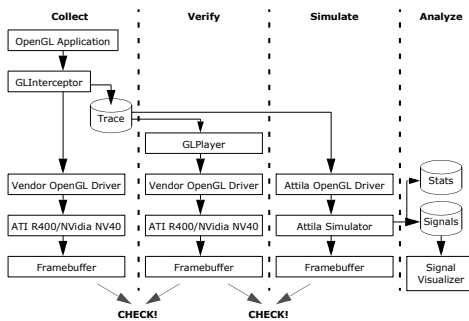 Collect
Verify
Simulate
Analyze
OpenGL Application
GLInterceptor
Trace
GLPlayer
Vendor OpenGL Driver
Vendor OpenGL Driver
Attila OpenGL Driver
Stats
ATI R400/NVidia NV40
ATI R400/NVidia NV40
Attila Simulator
Signals
Framebuffer
Framebuffer
Framebuffer
Signal
Visualizer
CHECK!
CHECK!